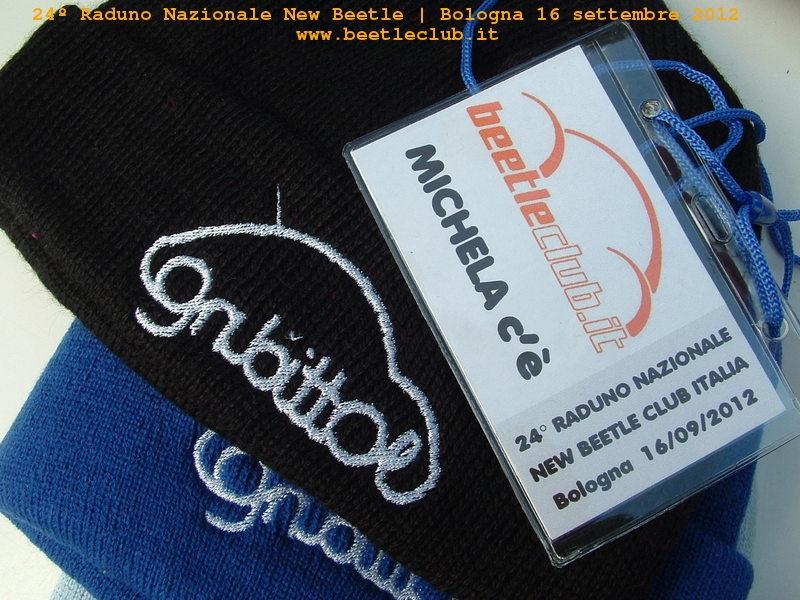 24º Raduno Nazionale New Beetle | Bologna 16 settembre 2012
www.beetleclub.it
beetleclub.it
MICHELA c'è
24° RADUNO NAZIONALE
NEW BEETLE CLUB ITALIA
Bologna 16/09/2012